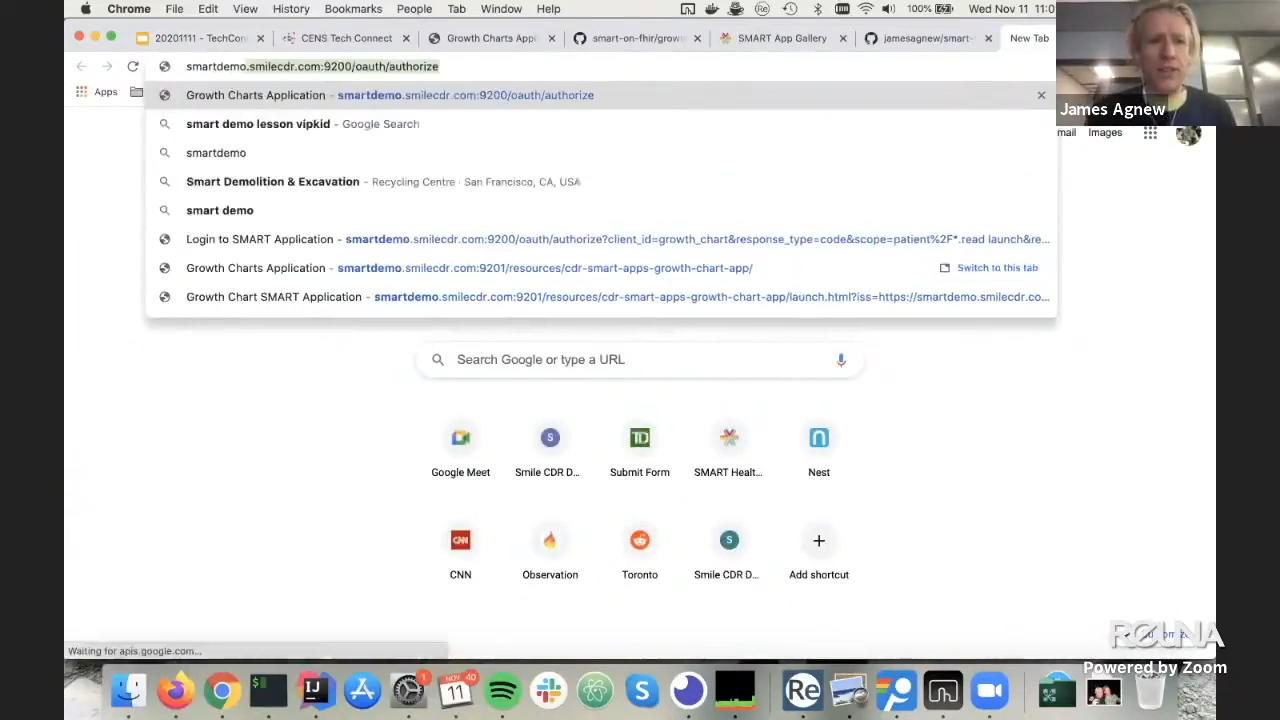 Chrome File Edit View History Bookmarks People Tab Window Help 100% Wed Nov 11 11:0
20201111 - TechCon CENS Tech Connect Growth Charts Appl smart-on-fhir/grow SMART App Gallery jamesagnew/smart- New Tab
smartdemo.smilecdr.com:9200/oauth/authorize
Apps
Growth Charts Application - smartdemo.smilecdr.com:9200/oauth/authorize
James Agnew
smart demo lesson vipkid - Google Search
mail Images
smartdemo
Smart Demolition & Excavation - Recycling Centre · San Francisco, CA, USA
smart demo
Login to SMART Application - smartdemo.smilecdr.com:9200/oauth/authorize?client_id=growth_chart&response_type=code&scope=patient%2F*.read launch&re...
Growth Charts Application - smartdemo.smilecdr.com:9201/resources/cdr-smart-apps-growth-chart-app/ Switch to this tab
Growth Chart SMART Application - smartdemo.smilecdr.com:9201/resources/cdr-smart-apps-growth-chart-app/launch.html?iss=https://smartdemo.smilecdr.co...
Search Google or type a URL
Google Meet Smile CDR D... Submit Form SMART Healt... Nest
CNN Observation Toronto Smile CDR D... Add shortcut
Waiting for apis.google.com...
Powered by Zoom
NOV 40
11
Re